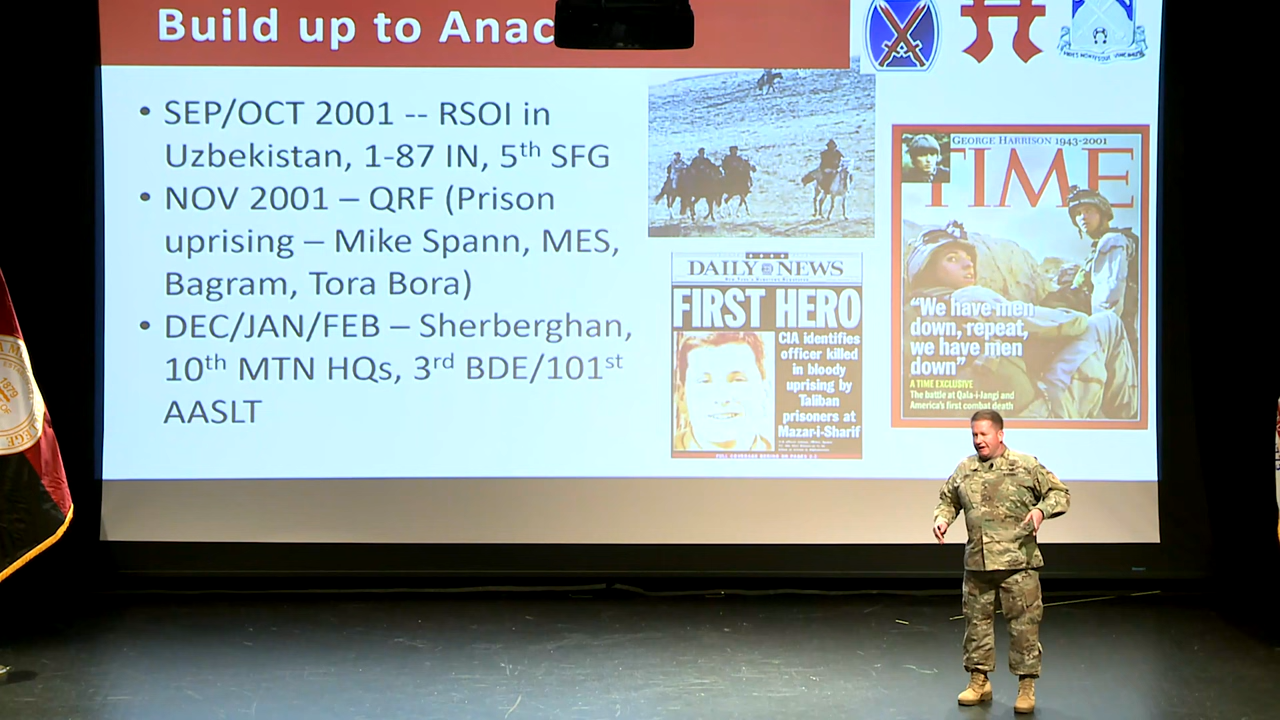 Build up to Anac
• SEP/OCT 2001 -- RSOI in
Uzbekistan, 1-87 IN, 5th SFG
• NOV 2001 – QRF (Prison
uprising – Mike Spann, MES,
Bagram, Tora Bora)
• DEC/JAN/FEB – Sherberghan,
10th MTN HQs, 3rd BDE/101st
AASLT
DAILY NEWS
FIRST HERO
CIA identifies
officer killed
in bloody
uprising by
Taliban
prisoners at
Mazar-i-Sharif
GEORGE HARRISON 1943-2001
TIME
“We have men
down, repeat,
we have men
down”
A TIME EXCLUSIVE
The battle at Qala-i-Jangi and
America's first combat death
1879